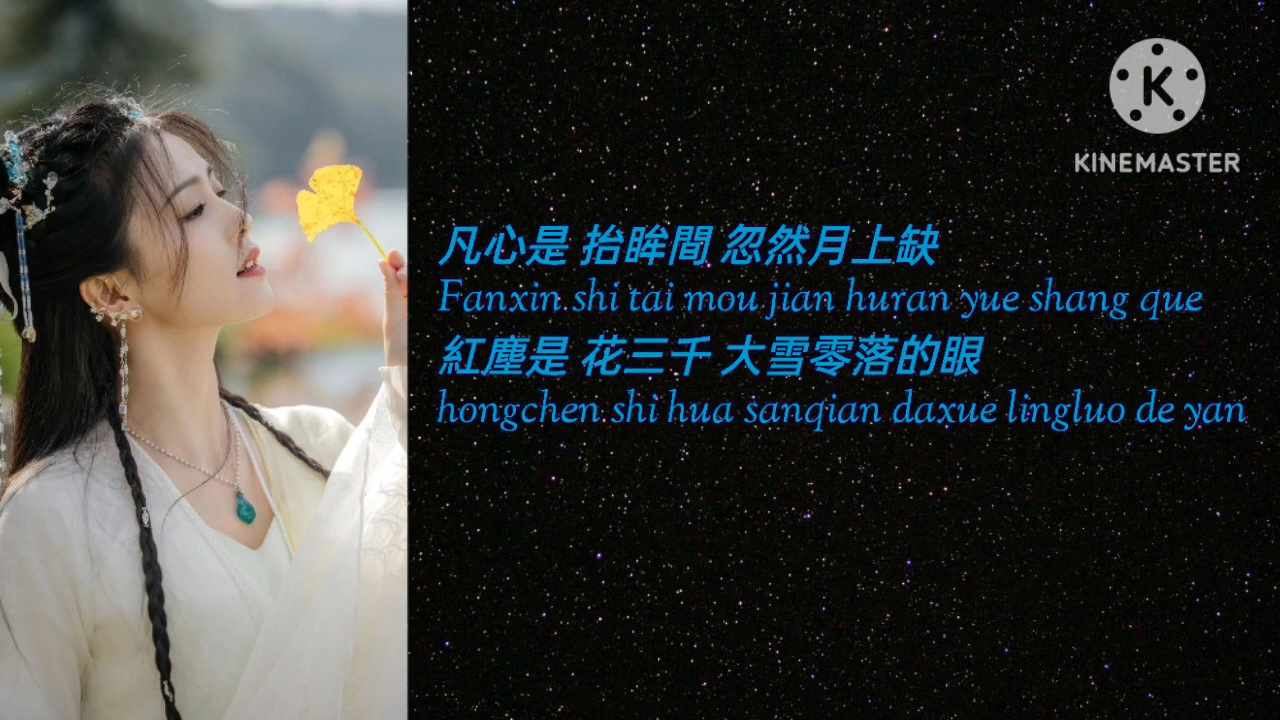 KINEMASTER
凡心是 抬眸間 忽然月上缺
Fanxin shi tai mou jian huran yue shang que
紅塵是 花三千 大雪零落的眼
hongchen shi hua sanqian daxue lingluo de yan